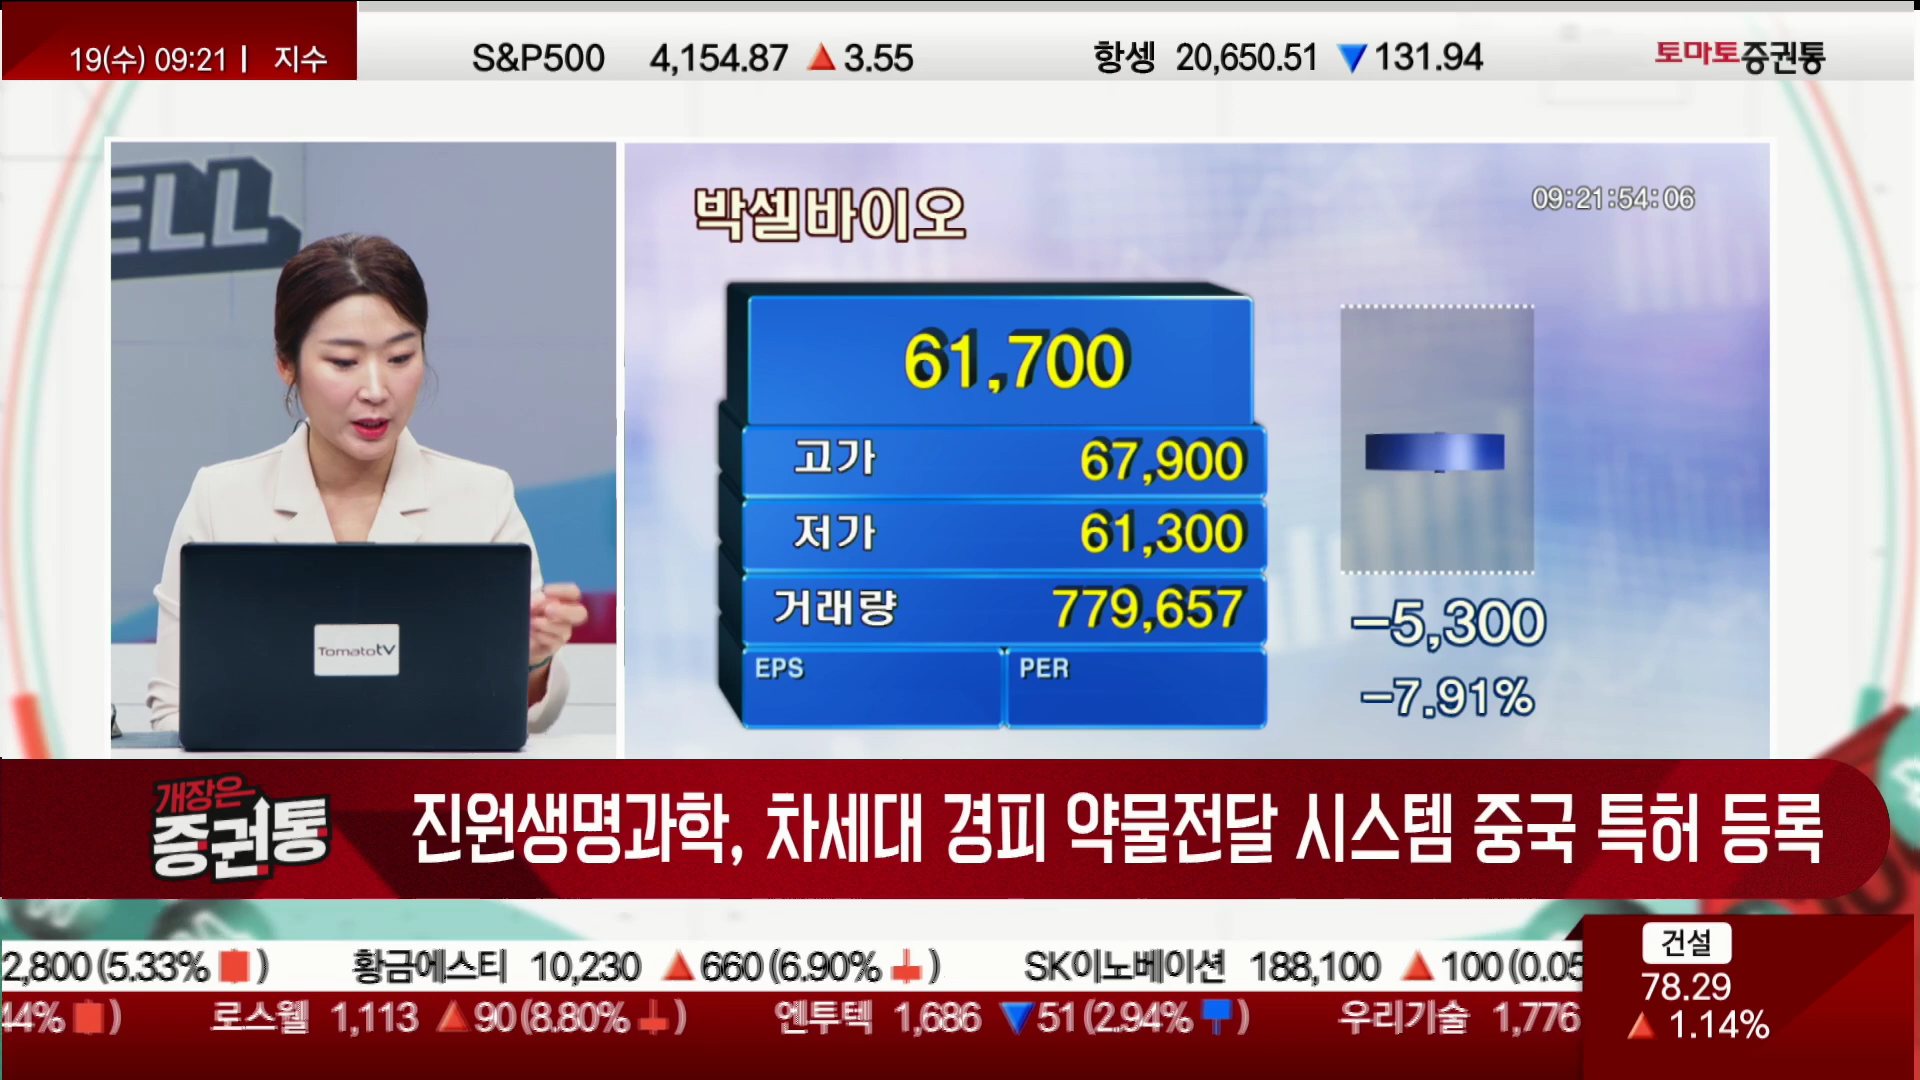 19(수) 09:21 | 지수
S&P500 4,154.87 ▲ 3.55
항셍 20,650.51 ▼ 131.94
토마토증권통
ELL
박셀바이오
09:21:54:06
61,700
고가 67,900
저가 61,300
거래량 779,657
EPS PER
-5,300
-7.91%
Tomatotv
개장은
증권통
진원생명과학, 차세대 경피 약물전달 시스템 중국 특허 등록
2,800 (5.33% ) 황금에스티 10,230 ▲ 660 (6.90% ) SK이노베이션 188,100 ▲ 100 (0.05
44% ) 로스웰 1,113 ▲ 90 (8.80% ) 엔투텍 1,686 ▼ 51 (2.94% ) 우리기술 1,776
건설
78.29
▲ 1.14%